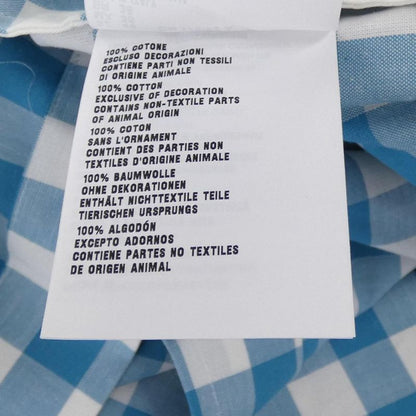 100% COTONE
ESCLUSO DECORAZIONI
CONTIENE PARTI NON TESSILI
DI ORIGINE ANIMALE
100% COTTON
EXCLUSIVE OF DECORATION
CONTAINS NON-TEXTILE PARTS
OF ANIMAL ORIGIN
100% COTON
SANS L'ORNAMENT
CONTIENT DES PARTIES NON
TEXTILES D'ORIGINE ANIMALE
100% BAUMWOLLE
OHNE DEKORATIONEN
ENTHÄLT NICHTTEXTILE TEILE
TIERISCHEN URSPRUNGS
100% ALGODÓN
EXCEPTO ADORNOS
CONTIENE PARTES NO TEXTILES
DE ORIGEN ANIMAL